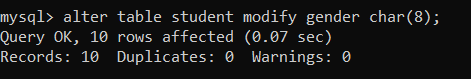 mysql> alter table student modify gender char(8);
Query OK, 10 rows affected (0.07 sec)
Records: 10  Duplicates: 0  Warnings: 0